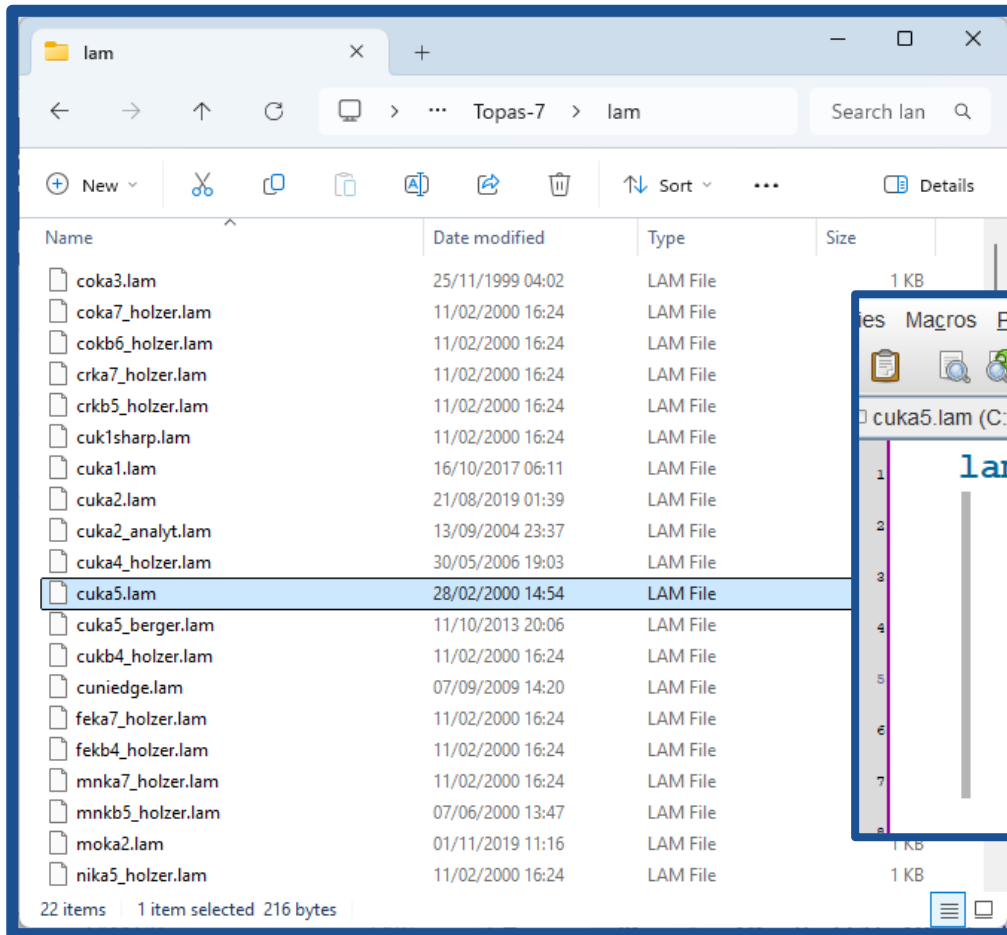 lam
Topas-7 > lam
Search lan
New
Sort
Details
Name Date modified Type Size
coka3.lam 25/11/1999 04:02 LAM File 1 KB
coka7_holzer.lam 11/02/2000 16:24 LAM File
cokb6_holzer.lam 11/02/2000 16:24 LAM File
crka7_holzer.lam 11/02/2000 16:24 LAM File
crkb5_holzer.lam 11/02/2000 16:24 LAM File
cuk1sharp.lam 11/02/2000 16:24 LAM File
cuka1.lam 16/10/2017 06:11 LAM File
cuka2.lam 21/08/2019 01:39 LAM File
cuka2_analyt.lam 13/09/2004 23:37 LAM File
cuka4_holzer.lam 30/05/2006 19:03 LAM File
cuka5.lam 28/02/2000 14:54 LAM File
cuka5_berger.lam 11/10/2013 20:06 LAM File
cukb4_holzer.lam 11/02/2000 16:24 LAM File
cuniedge.lam 07/09/2009 14:20 LAM File
feka7_holzer.lam 11/02/2000 16:24 LAM File
fekb4_holzer.lam 11/02/2000 16:24 LAM File
mnka7_holzer.lam 11/02/2000 16:24 LAM File
mnkb5_holzer.lam 07/06/2000 13:47 LAM File
moka2.lam 01/11/2019 11:16 LAM File 1 KB
nika5_holzer.lam 11/02/2000 16:24 LAM File 1 KB
22 items 1 item selected 216 bytes
ies Macros P
cuka5.lam (C:
1 lar
2
3
4
5
6
7